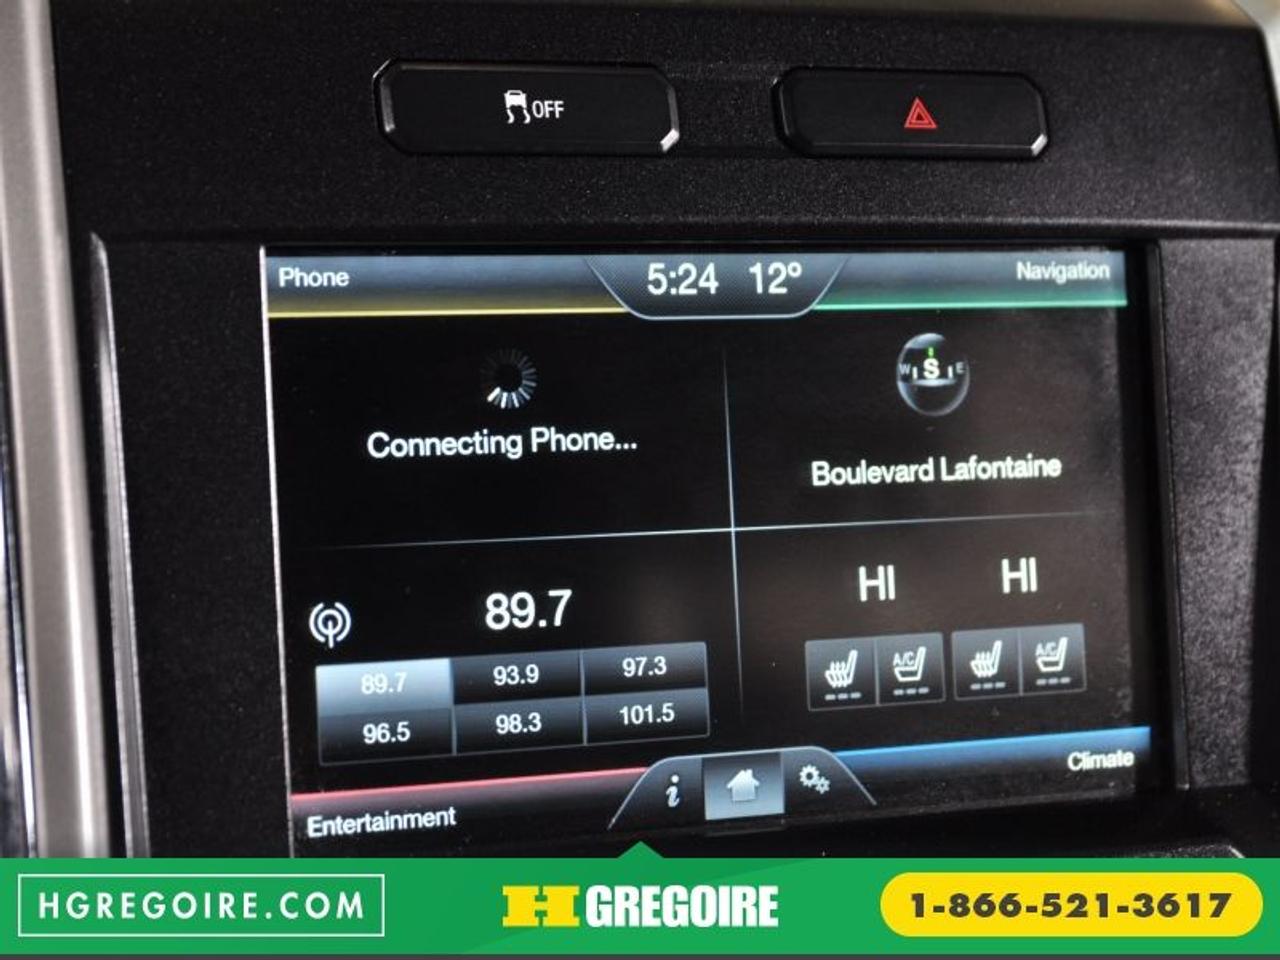 OFF
Phone
5:24 12°
Navigation
W S E
Connecting Phone...
Boulevard Lafontaine
89.7
HI HI
89.7 93.9 97.3
A/C A/C
96.5 98.3 101.5
i
Climate
Entertainment
HGREGOIRE.COM
H GREGOIRE
1-866-521-3617